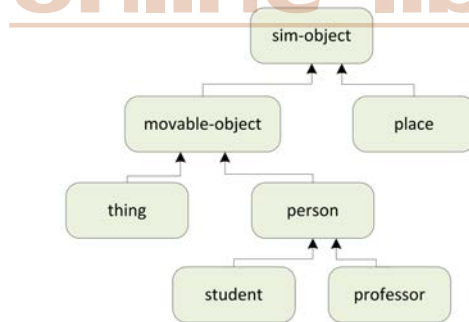 sim-object
movable-object
place
thing
person
student
professor